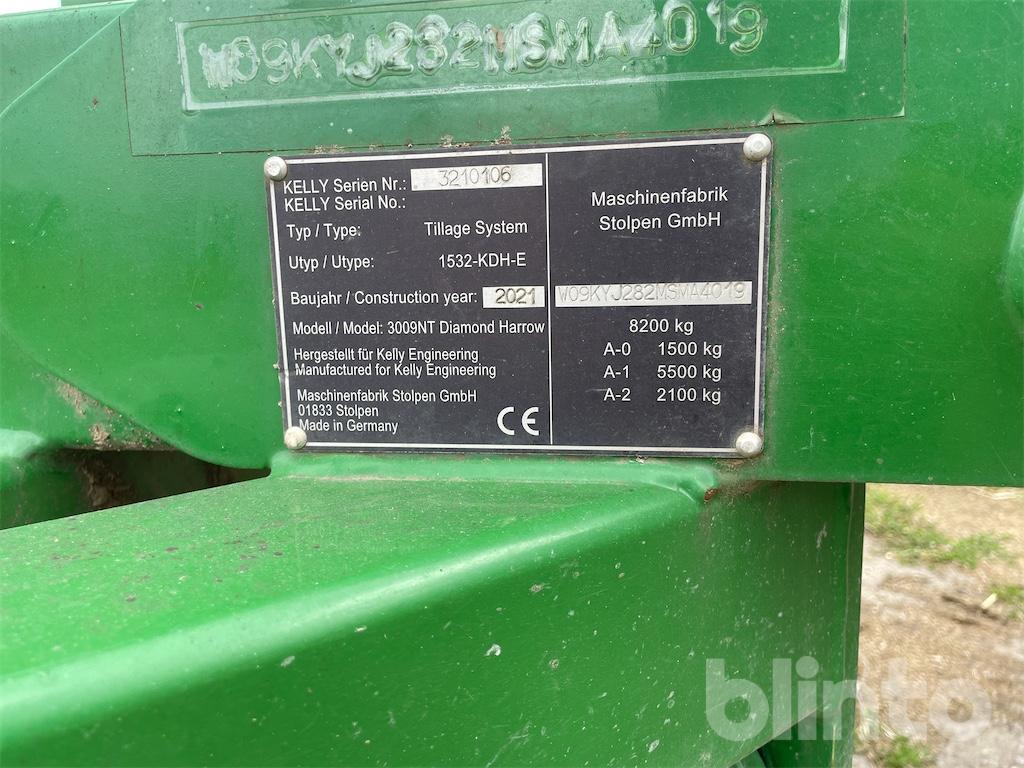 W09KYJ282MSMA4019
KELLY Serien Nr.: 3210106
KELLY Serial No.:
Typ / Type: Tillage System
Utyp / Utype: 1532-KDH-E
Baujahr / Construction year: 2021
Modell / Model: 3009NT Diamond Harrow
Hergestellt für Kelly Engineering
Manufactured for Kelly Engineering
Maschinenfabrik Stolpen GmbH
01833 Stolpen
Made in Germany
CE
Maschinenfabrik
Stolpen GmbH
W09KYJ282MSMA4019
8200 kg
A-0 1500 kg
A-1 5500 kg
A-2 2100 kg
blinto